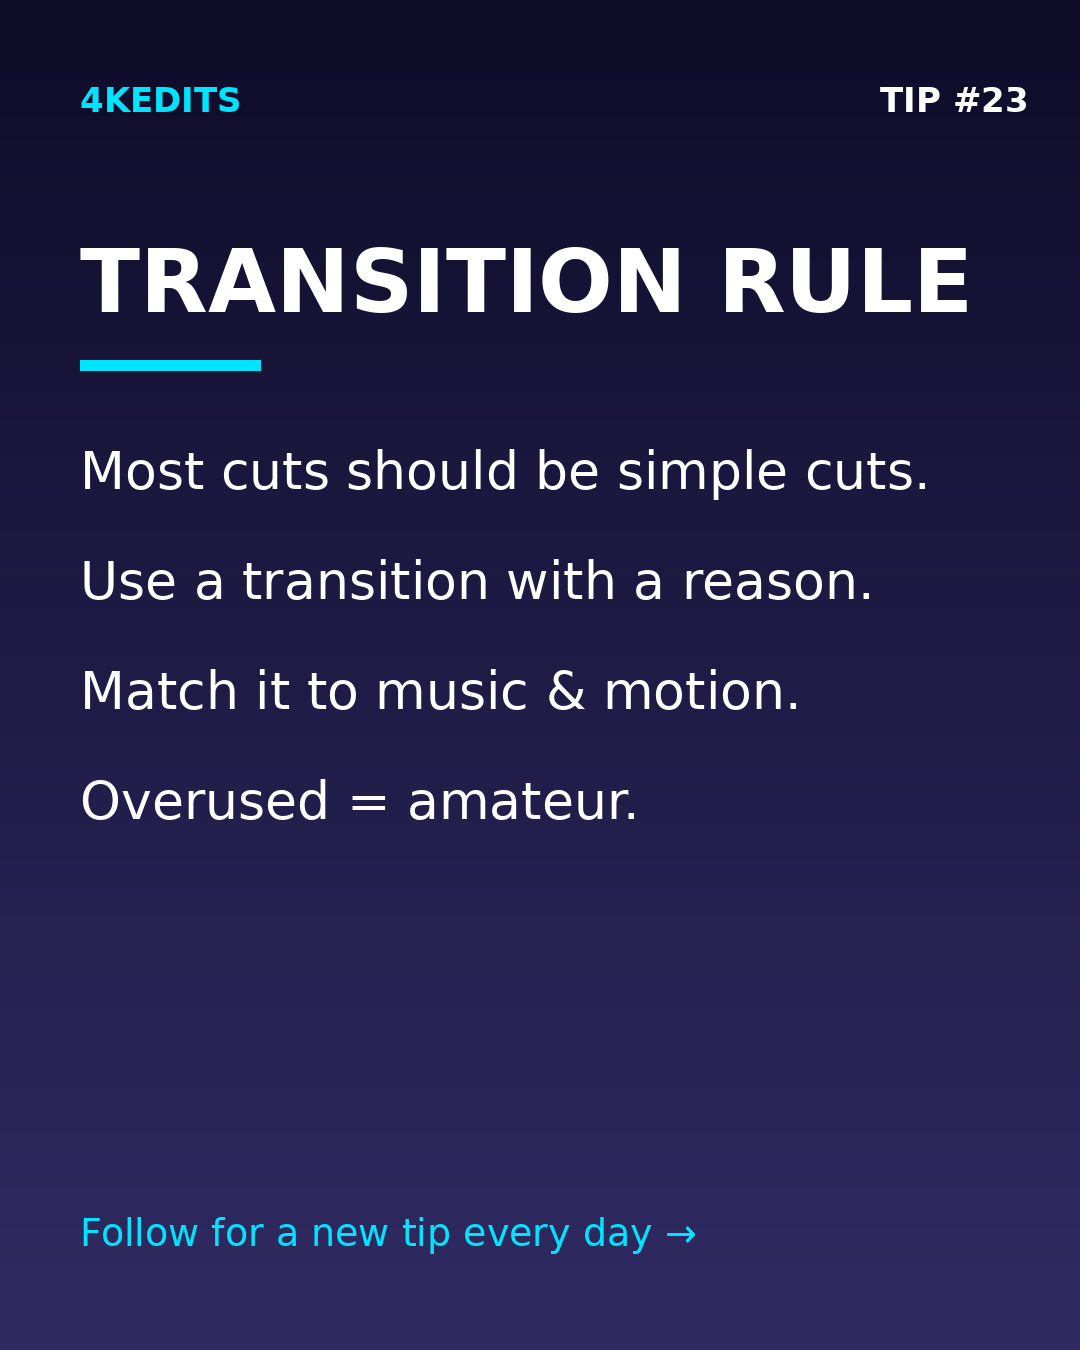 4KEDITS
TIP #23
TRANSITION RULE
Most cuts should be simple cuts.
Use a transition with a reason.
Match it to music & motion.
Overused = amateur.
Follow for a new tip every day →